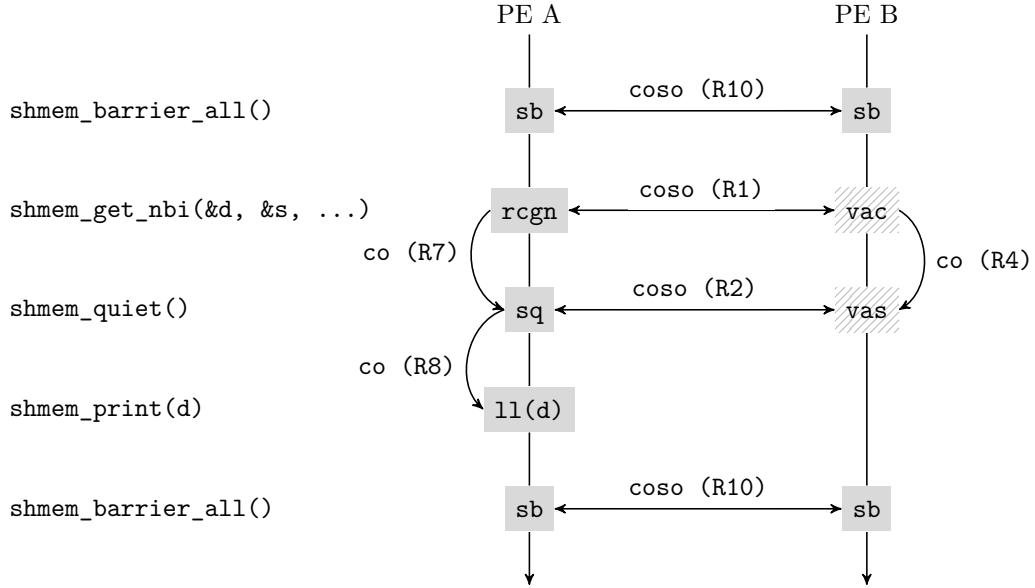 PE A PE B
shmem_barrier_all() sb coso (R10) sb
shmem_get_nbi(&d, &s, ...) rcgn coso (R1) vac
co (R7) co (R4)
shmem_quiet() sq coso (R2) vas
co (R8)
shmem_print(d) ll(d)
shmem_barrier_all() sb coso (R10) sb